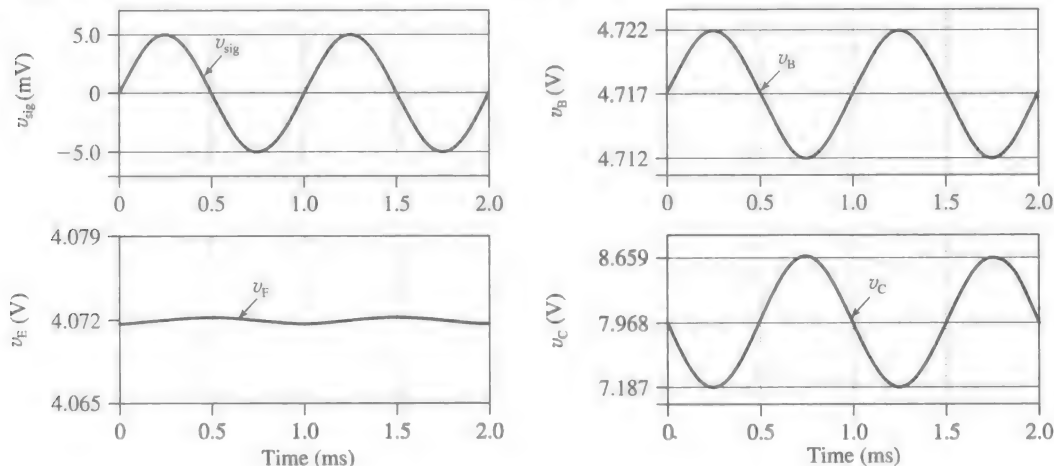 v_sig (mV)
5.0
0
−5.0
v_sig
0 0.5 1.0 1.5 2.0
v_B (V)
4.722
4.717
4.712
v_B
0 0.5 1.0 1.5 2.0
v_E (V)
4.079
4.072
4.065
v_E
0 0.5 1.0 1.5 2.0
Time (ms)
v_C (V)
8.659
7.968
7.187
v_C
0 0.5 1.0 1.5 2.0
Time (ms)